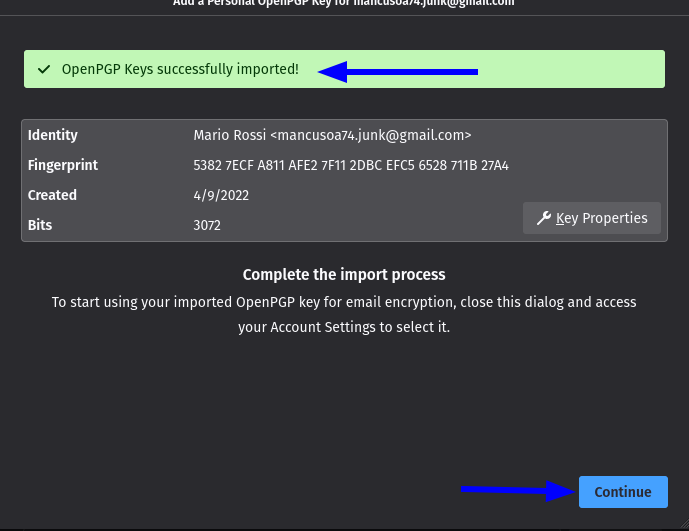 Add a Personal OpenPGP Key for mancusoa74.junk@gmail.com
OpenPGP Keys successfully imported!
Identity Mario Rossi <mancusoa74.junk@gmail.com>
Fingerprint 5382 7ECF A811 AFE2 7F11 2DBC EFC5 6528 711B 27A4
Created 4/9/2022
Bits 3072
Key Properties
Complete the import process
To start using your imported OpenPGP key for email encryption, close this dialog and access
your Account Settings to select it.
Continue